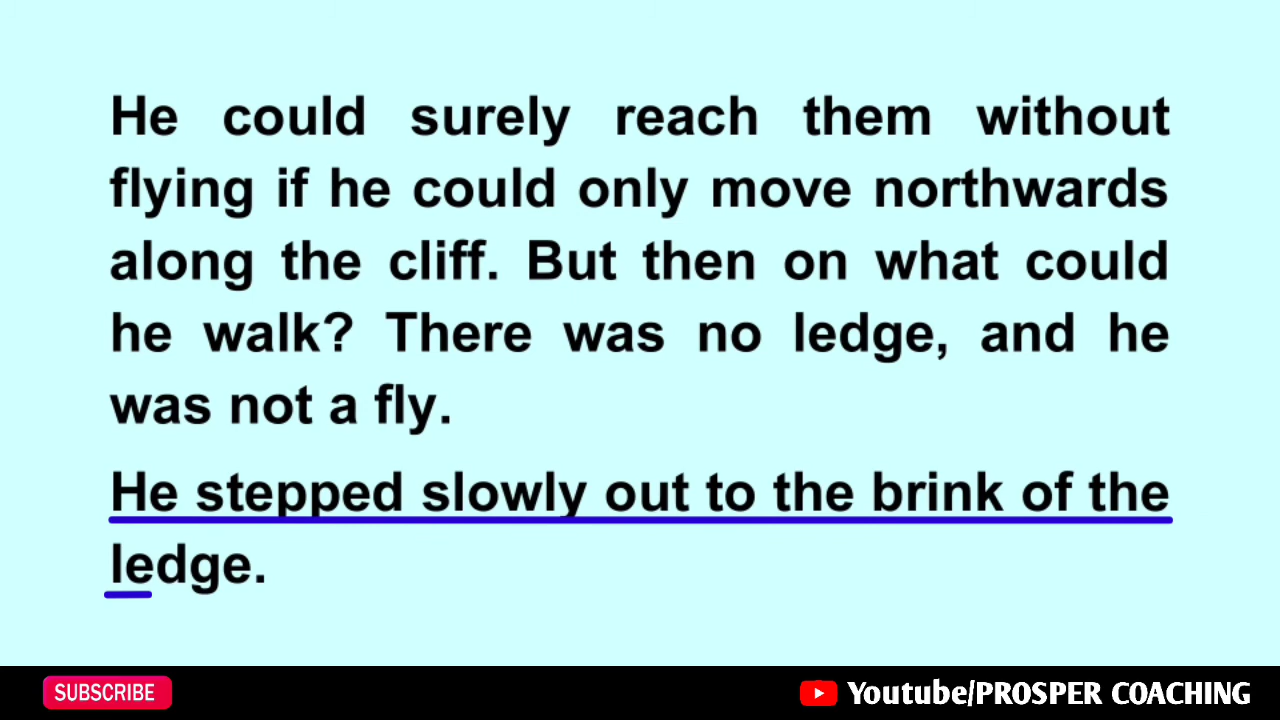 He could surely reach them without
flying if he could only move northwards
along the cliff. But then on what could
he walk? There was no ledge, and he
was not a fly.
He stepped slowly out to the brink of the
ledge.
SUBSCRIBE
Youtube/PROSPER COACHING